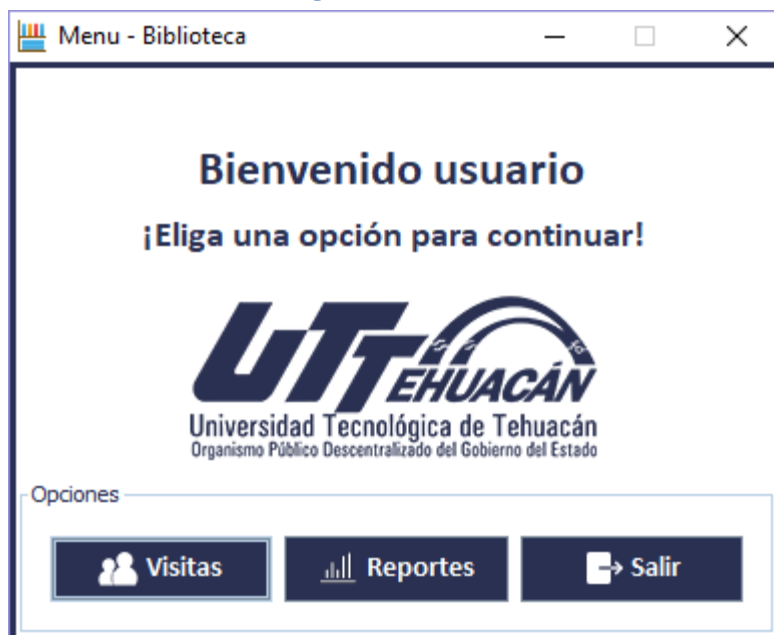 Menu - Biblioteca
Bienvenido usuario
¡Eliga una opción para continuar!
UTTEHUACÁN
Universidad Tecnológica de Tehuacán
Organismo Público Descentralizado del Gobierno del Estado
Opciones
Visitas Reportes Salir